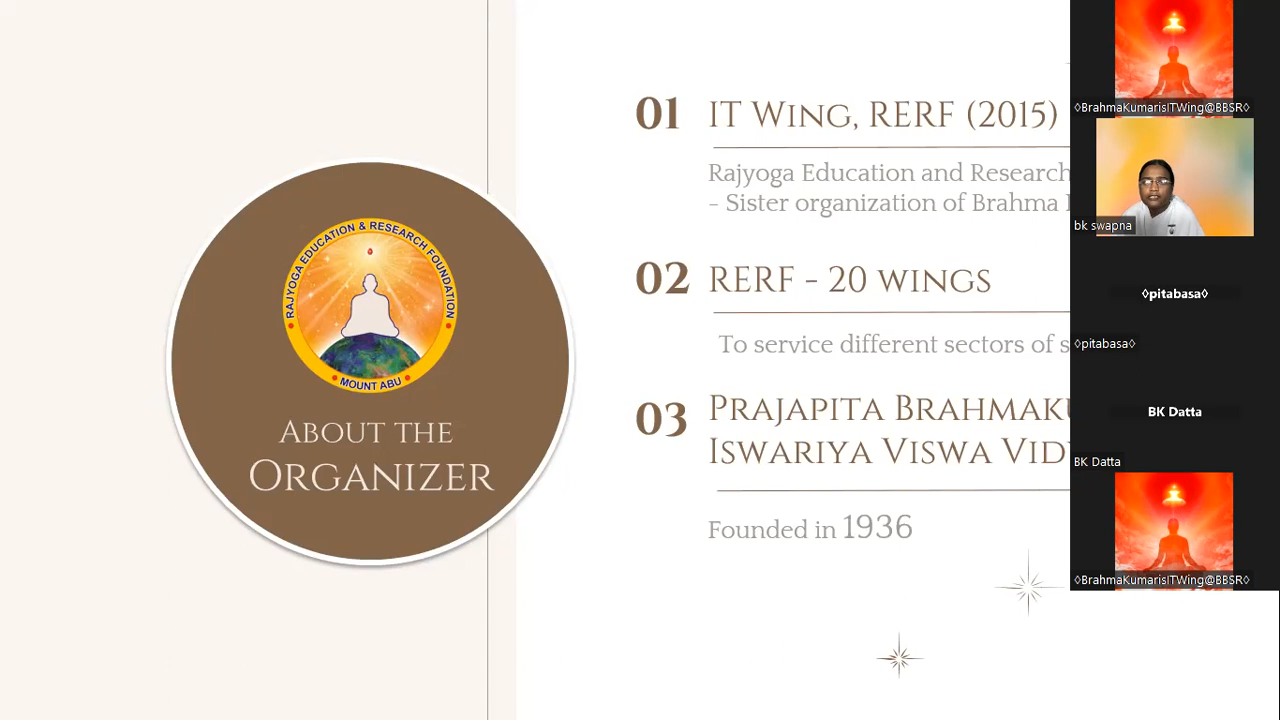 RAJYOGA EDUCATION & RESEARCH FOUNDATION
MOUNT ABU
ABOUT THE
ORGANIZER
01 IT WING, RERF (2015)
Rajyoga Education and Research
– Sister organization of Brahma
02 RERF - 20 WINGS
To service different sectors of
03 PRAJAPITA
ISWARIYA VISWA
Founded in 1936
◊BrahmaKumarisITWing@BBSR◊
bk swapna
◊pitabasa◊
◊pitabasa◊
BK Datta
BK Datta
◊BrahmaKumarisITWing@BBSR◊